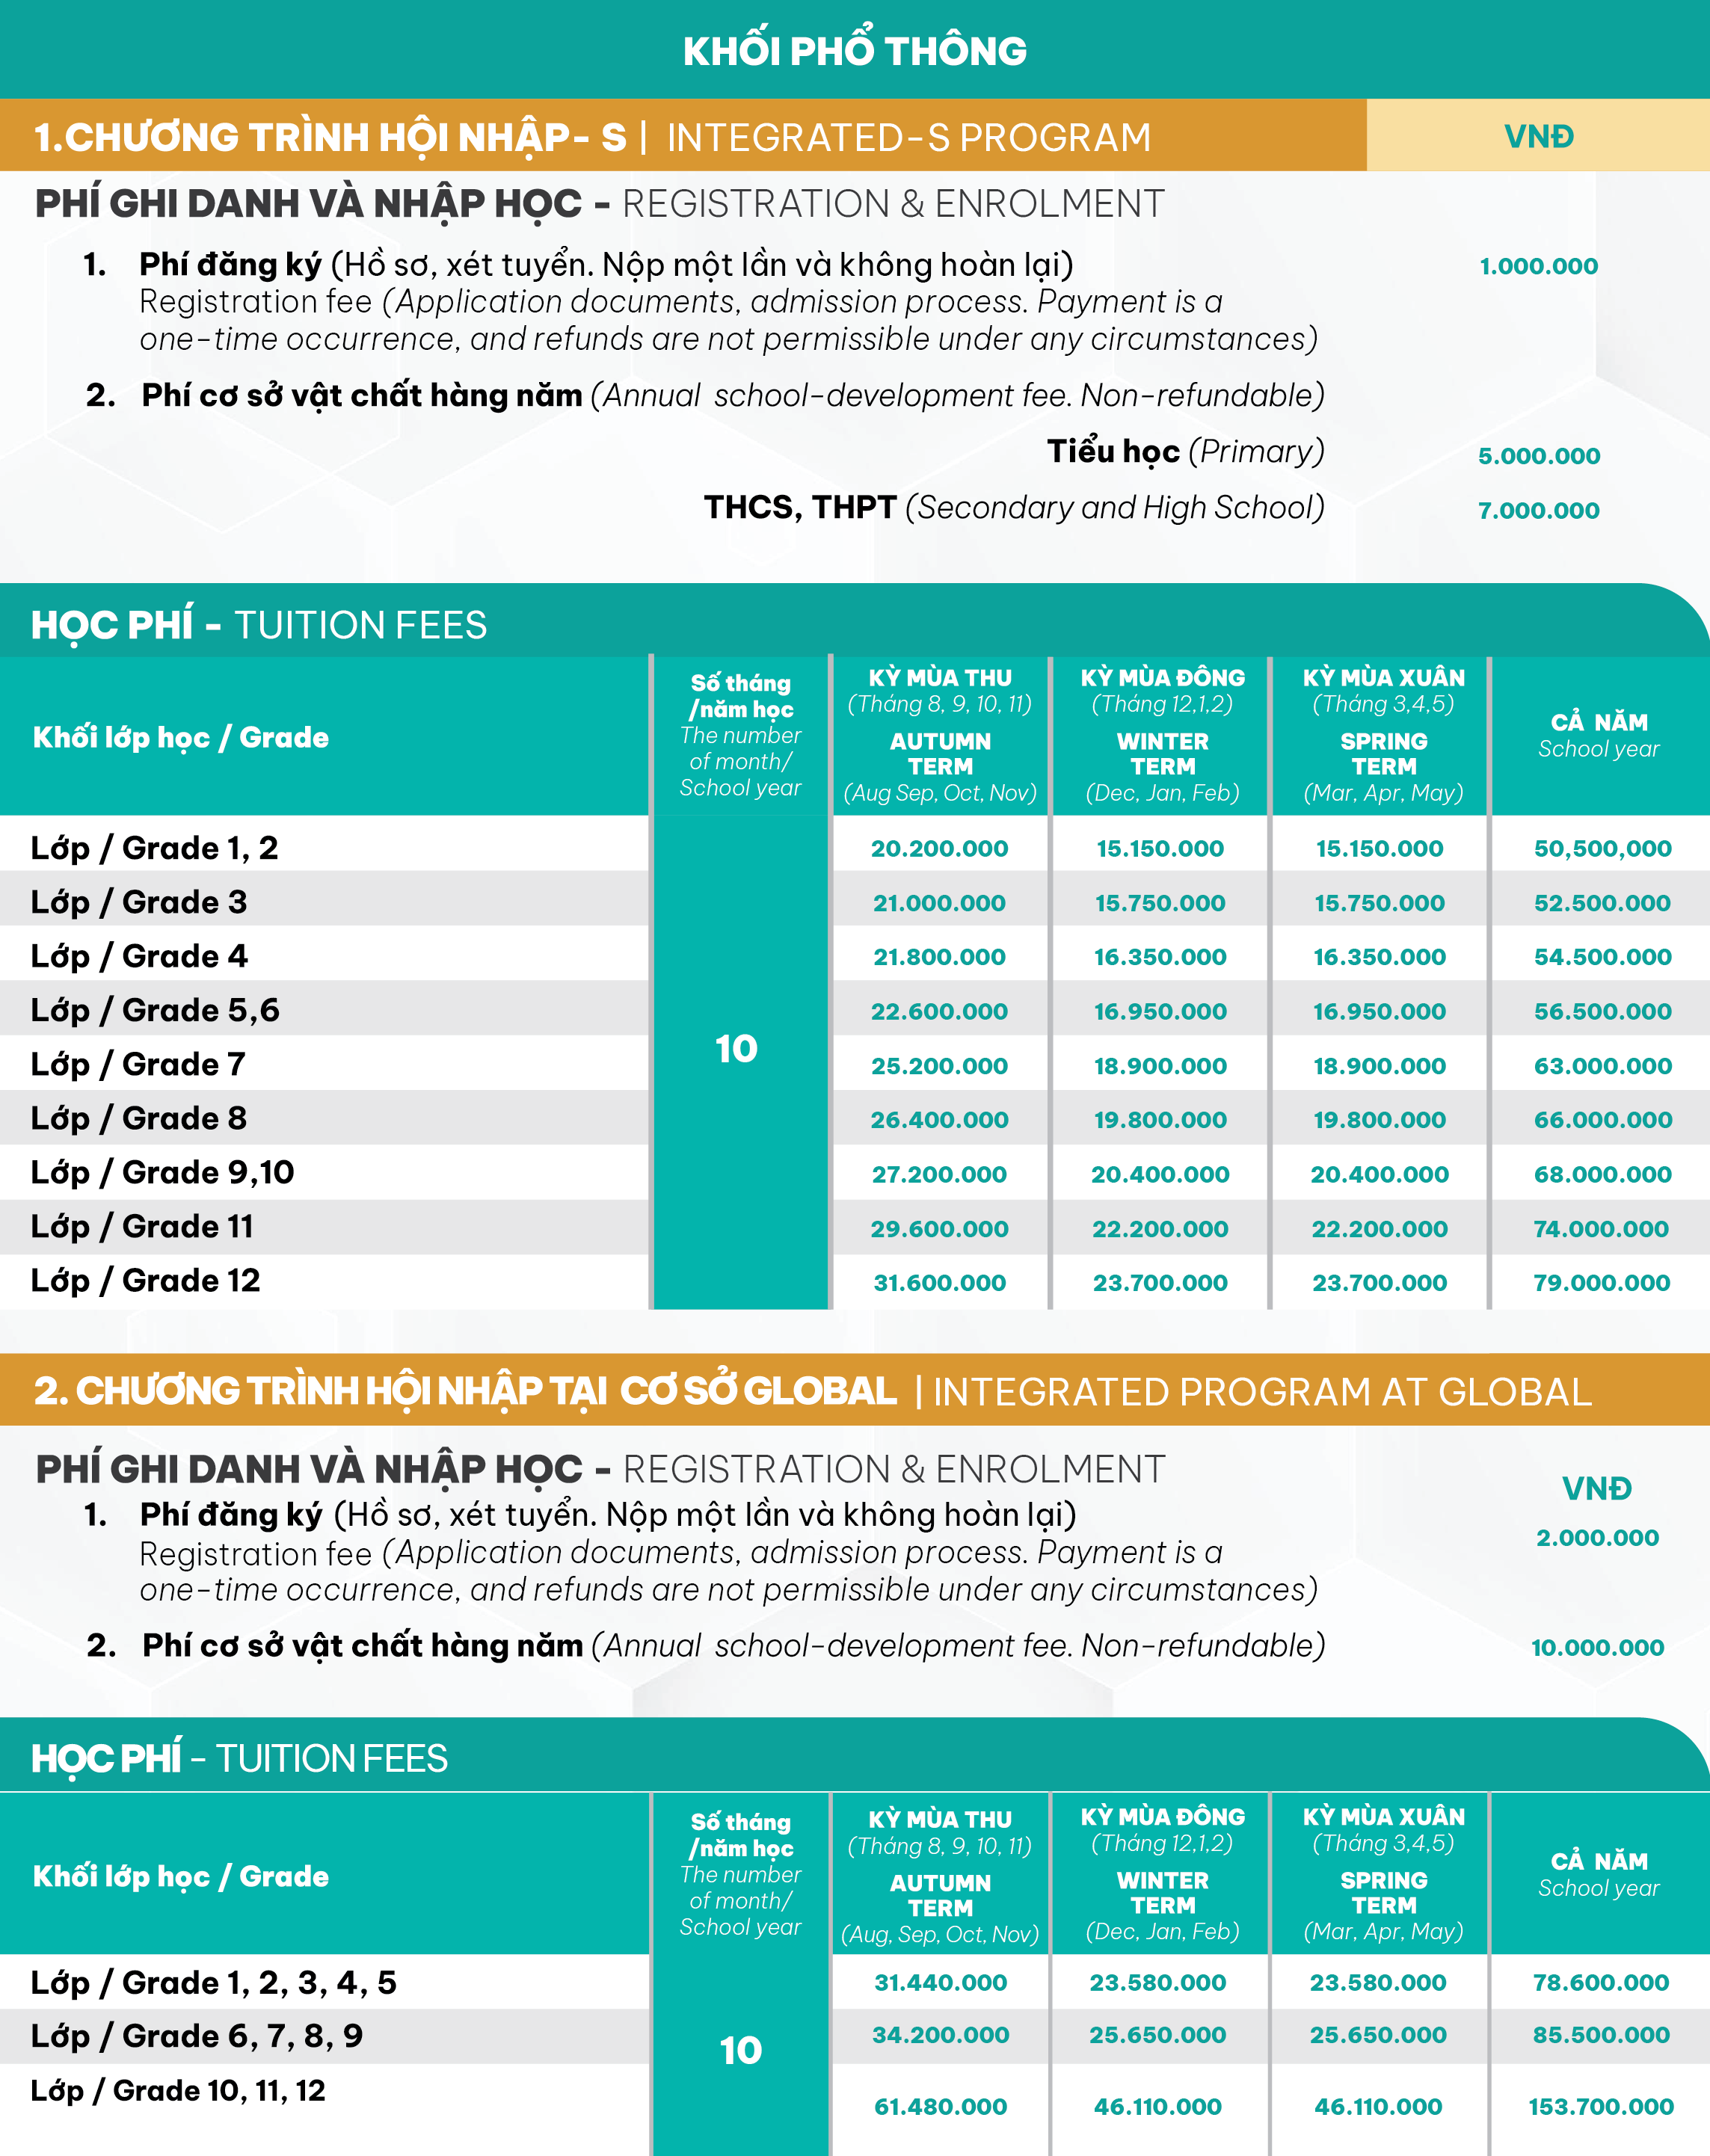 KHỐI PHỔ THÔNG
1.CHƯƠNG TRÌNH HỘI NHẬP- S | INTEGRATED-S PROGRAM VNĐ
PHÍ GHI DANH VÀ NHẬP HỌC - REGISTRATION & ENROLMENT
1. Phí đăng ký (Hồ sơ, xét tuyển. Nộp một lần và không hoàn lại) 1.000.000
Registration fee (Application documents, admission process. Payment is a
one-time occurrence, and refunds are not permissible under any circumstances)
2. Phí cơ sở vật chất hàng năm (Annual school-development fee. Non-refundable)
Tiểu học (Primary) 5.000.000
THCS, THPT (Secondary and High School) 7.000.000
HỌC PHÍ - TUITION FEES
Khối lớp học / Grade
Số tháng
/năm học
The number
of month/
School year
KỲ MÙA THU
(Tháng 8, 9, 10, 11)
AUTUMN
TERM
(Aug Sep, Oct, Nov)
KỲ MÙA ĐÔNG
(Tháng 12,1,2)
WINTER
TERM
(Dec, Jan, Feb)
KỲ MÙA XUÂN
(Tháng 3,4,5)
SPRING
TERM
(Mar, Apr, May)
CẢ NĂM
School year
Lớp / Grade 1, 2 20.200.000 15.150.000 15.150.000 50,500,000
Lớp / Grade 3 21.000.000 15.750.000 15.750.000 52.500.000
Lớp / Grade 4 21.800.000 16.350.000 16.350.000 54.500.000
Lớp / Grade 5,6 22.600.000 16.950.000 16.950.000 56.500.000
10
Lớp / Grade 7 25.200.000 18.900.000 18.900.000 63.000.000
Lớp / Grade 8 26.400.000 19.800.000 19.800.000 66.000.000
Lớp / Grade 9,10 27.200.000 20.400.000 20.400.000 68.000.000
Lớp / Grade 11 29.600.000 22.200.000 22.200.000 74.000.000
Lớp / Grade 12 31.600.000 23.700.000 23.700.000 79.000.000
2. CHƯƠNG TRÌNH HỘI NHẬP TẠI CƠ SỞ GLOBAL | INTEGRATED PROGRAM AT GLOBAL
PHÍ GHI DANH VÀ NHẬP HỌC - REGISTRATION & ENROLMENT
VNĐ
1. Phí đăng ký (Hồ sơ, xét tuyển. Nộp một lần và không hoàn lại) 2.000.000
Registration fee (Application documents, admission process. Payment is a
one-time occurrence, and refunds are not permissible under any circumstances)
2. Phí cơ sở vật chất hàng năm (Annual school-development fee. Non-refundable) 10.000.000
HỌC PHÍ - TUITION FEES
Khối lớp học / Grade
Số tháng
/năm học
The number
of month/
School year
KỲ MÙA THU
(Tháng 8, 9, 10, 11)
AUTUMN
TERM
(Aug, Sep, Oct, Nov)
KỲ MÙA ĐÔNG
(Tháng 12,1,2)
WINTER
TERM
(Dec, Jan, Feb)
KỲ MÙA XUÂN
(Tháng 3,4,5)
SPRING
TERM
(Mar, Apr, May)
CẢ NĂM
School year
Lớp / Grade 1, 2, 3, 4, 5 31.440.000 23.580.000 23.580.000 78.600.000
Lớp / Grade 6, 7, 8, 9 34.200.000 25.650.000 25.650.000 85.500.000
10
Lớp / Grade 10, 11, 12 61.480.000 46.110.000 46.110.000 153.700.000